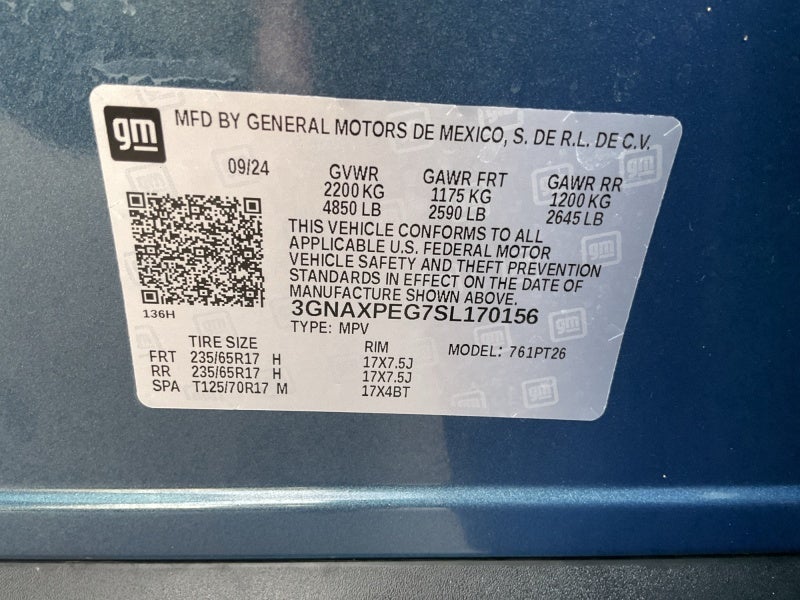 gm MFD BY GENERAL MOTORS DE MEXICO, S. DE R.L. DE C.V.
09/24 GVWR GAWR FRT GAWR RR
2200 KG 1175 KG 1200 KG
4850 LB 2590 LB 2645 LB
THIS VEHICLE CONFORMS TO ALL
APPLICABLE U.S. FEDERAL MOTOR
VEHICLE SAFETY AND THEFT PREVENTION
STANDARDS IN EFFECT ON THE DATE OF
MANUFACTURE SHOWN ABOVE.
136H 3GNAXPEG7SL170156
TYPE: MPV
TIRE SIZE RIM MODEL: 761PT26
FRT 235/65R17 H 17X7.5J
RR 235/65R17 H 17X7.5J
SPA T125/70R17 M 17X4BT